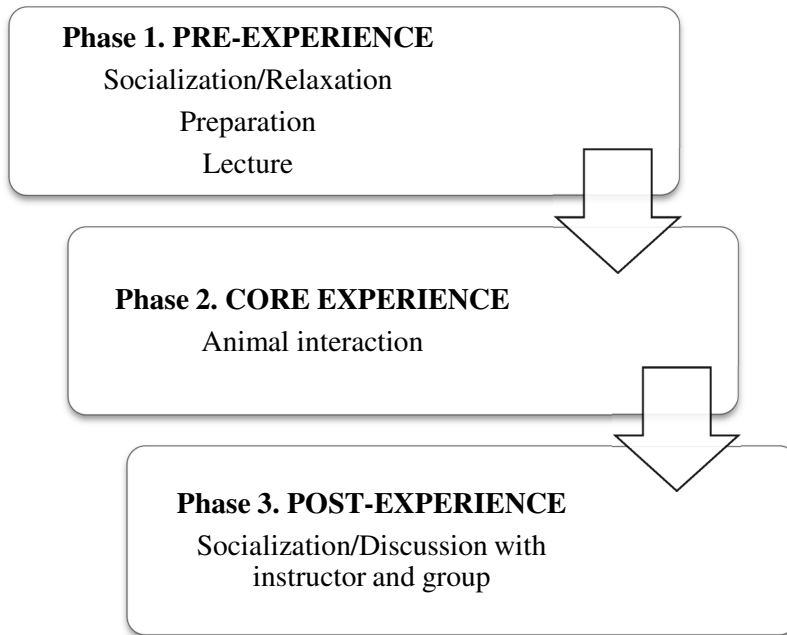 Phase 1. PRE-EXPERIENCE
Socialization/Relaxation
Preparation
Lecture
Phase 2. CORE EXPERIENCE
Animal interaction
Phase 3. POST-EXPERIENCE
Socialization/Discussion with
instructor and group